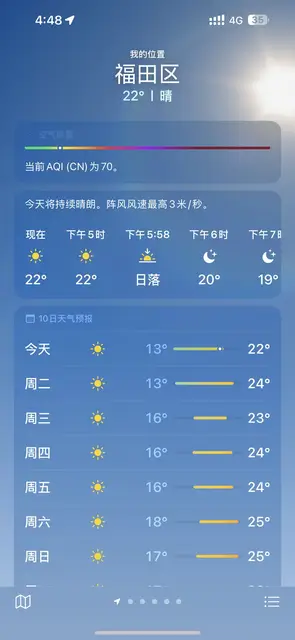 4:48
4G 35
我的位置
福田区
22° | 晴
当前 AQI (CN) 为 70。
今天将持续晴朗。阵风风速最高 3 米/秒。
现在 下午5时 下午5:58 下午6时 下午7时
22° 22° 日落 20° 19°
10日天气预报
今天 13° 22°
周二 13° 24°
周三 16° 23°
周四 16° 24°
周五 16° 24°
周六 18° 25°
周日 17° 25°